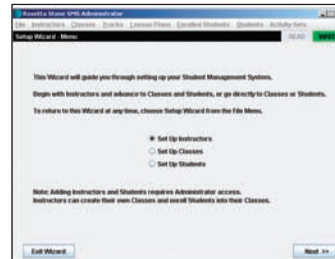 Rosetta Stone SMS Administrator
File Instructors Classes Tracks Lesson Plans Enrolled Students Students Activity Sets
Setup Wizard - Menu READ WRITE
This Wizard will guide you through setting up your Student Management System.
Begin with Instructors and advance to Classes and Students, or go directly to Classes or Students.
To return to this Wizard at any time, choose Setup Wizard from the File Menu.
Set Up Instructors
Set Up Classes
Set Up Students
Note: Adding Instructors and Students requires Administrator access.
Instructors can create their own Classes and enroll Students into their Classes.
Exit Wizard Next >>